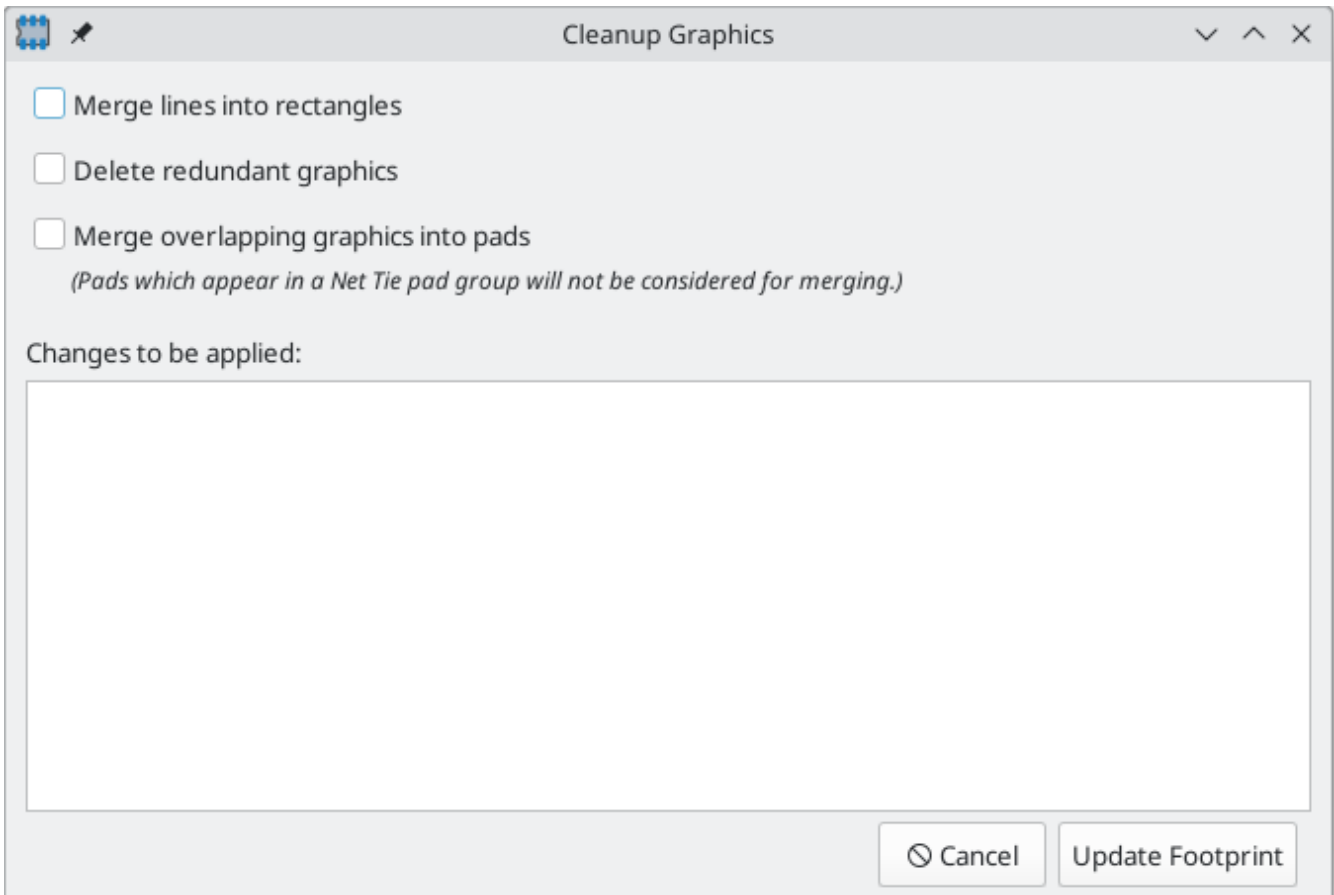 Cleanup Graphics
Merge lines into rectangles
Delete redundant graphics
Merge overlapping graphics into pads
(Pads which appear in a Net Tie pad group will not be considered for merging.)
Changes to be applied:
Cancel Update Footprint